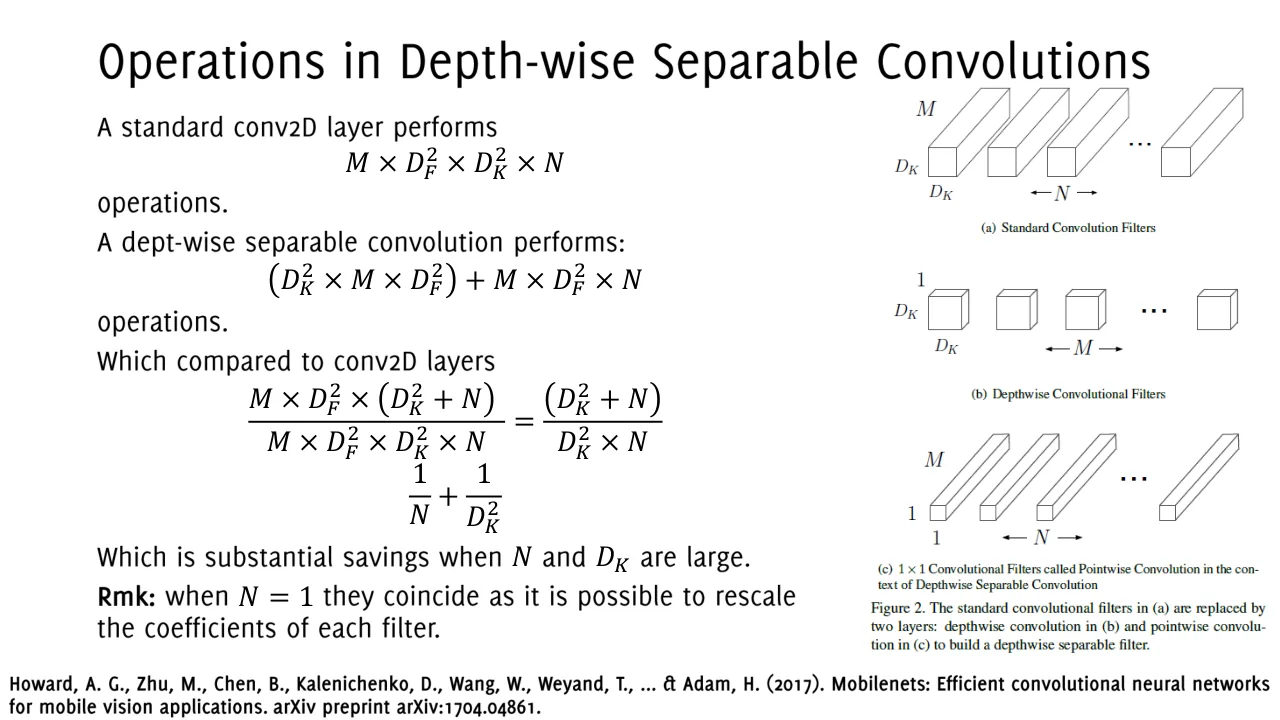 Operations in Depth-wise Separable Convolutions
A standard conv2D layer performs
M × D_F^2 × D_K^2 × N
operations.
A dept-wise separable convolution performs:
(D_K^2 × M × D_F^2) + M × D_F^2 × N
operations.
Which compared to conv2D layers
\frac{M × D_F^2 × (D_K^2 + N)}{M × D_F^2 × D_K^2 × N} = \frac{(D_K^2 + N)}{D_K^2 × N}
\frac{1}{N} + \frac{1}{D_K^2}
Which is substantial savings when N and D_K are large.
Rmk: when N = 1 they coincide as it is possible to rescale
the coefficients of each filter.
M
...
D_K
D_K ←N→
(a) Standard Convolution Filters
1
D_K
...
D_K ←M→
(b) Depthwise Convolutional Filters
M
...
1
1 ←N→
(c) 1 × 1 Convolutional Filters called Pointwise Convolution in the con-
text of Depthwise Separable Convolution
Figure 2. The standard convolutional filters in (a) are replaced by
two layers: depthwise convolution in (b) and pointwise convolu-
tion in (c) to build a depthwise separable filter.
Howard, A. G., Zhu, M., Chen, B., Kalenichenko, D., Wang, W., Weyand, T., ... & Adam, H. (2017). Mobilenets: Efficient convolutional neural networks
for mobile vision applications. arXiv preprint arXiv:1704.04861.